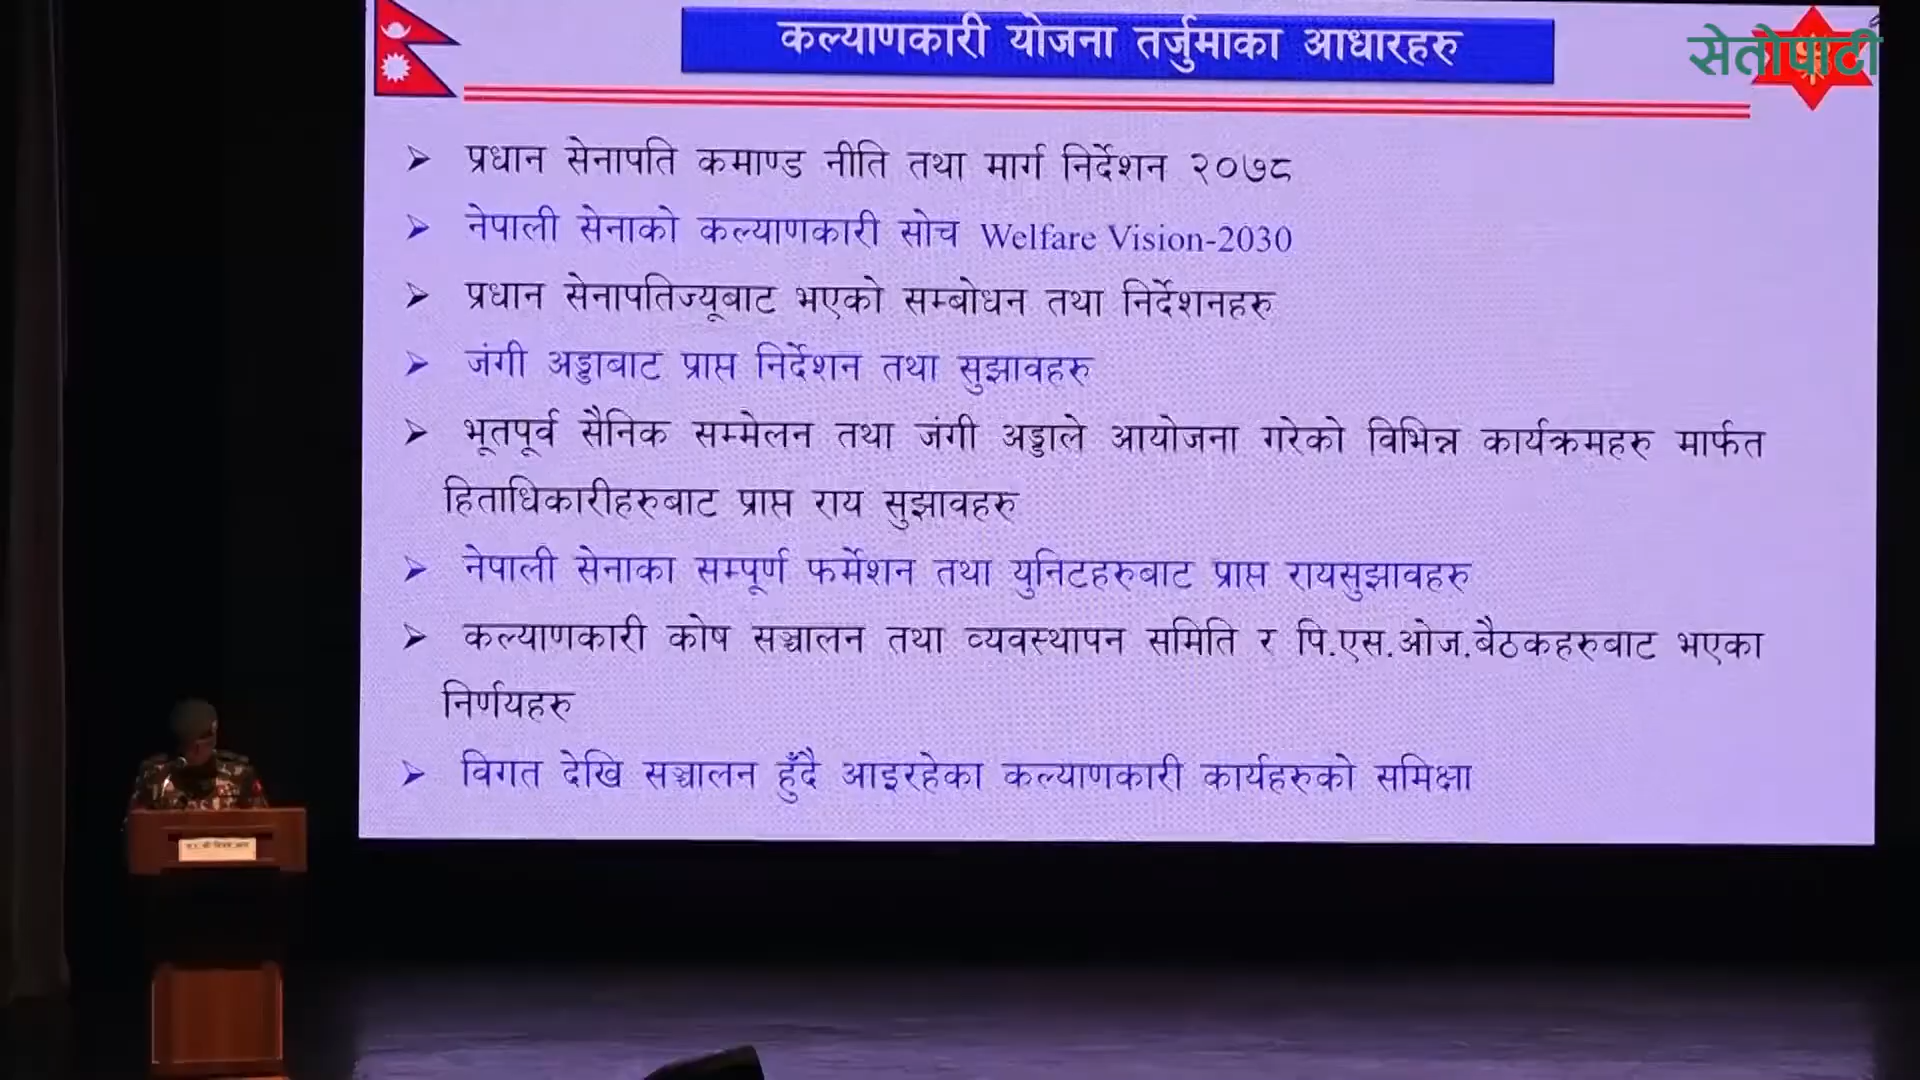 कल्याणकारी योजना तर्जुमाका आधारहरु
सेतोपाटी
प्रधान सेनापति कमाण्ड नीति तथा मार्ग निर्देशन २०७८
नेपाली सेनाको कल्याणकारी सोच Welfare Vision-2030
प्रधान सेनापतिज्यूबाट भएको सम्बोधन तथा निर्देशनहरु
जंगी अड्डाबाट प्राप्त निर्देशन तथा सुझावहरु
भूतपूर्व सैनिक सम्मेलन तथा जंगी अड्डाले आयोजना गरेको विभिन्न कार्यक्रमहरु मार्फत
हिताधिकारीहरुबाट प्राप्त राय सुझावहरु
नेपाली सेनाका सम्पूर्ण फर्मेशन तथा युनिटहरुबाट प्राप्त रायसुझावहरु
कल्याणकारी कोष सञ्चालन तथा व्यवस्थापन समिति र पि.एस.ओज.बैठकहरुबाट भएका
निर्णयहरु
विगत देखि सञ्चालन हुँदै आइरहेका कल्याणकारी कार्यहरुको समिक्षा